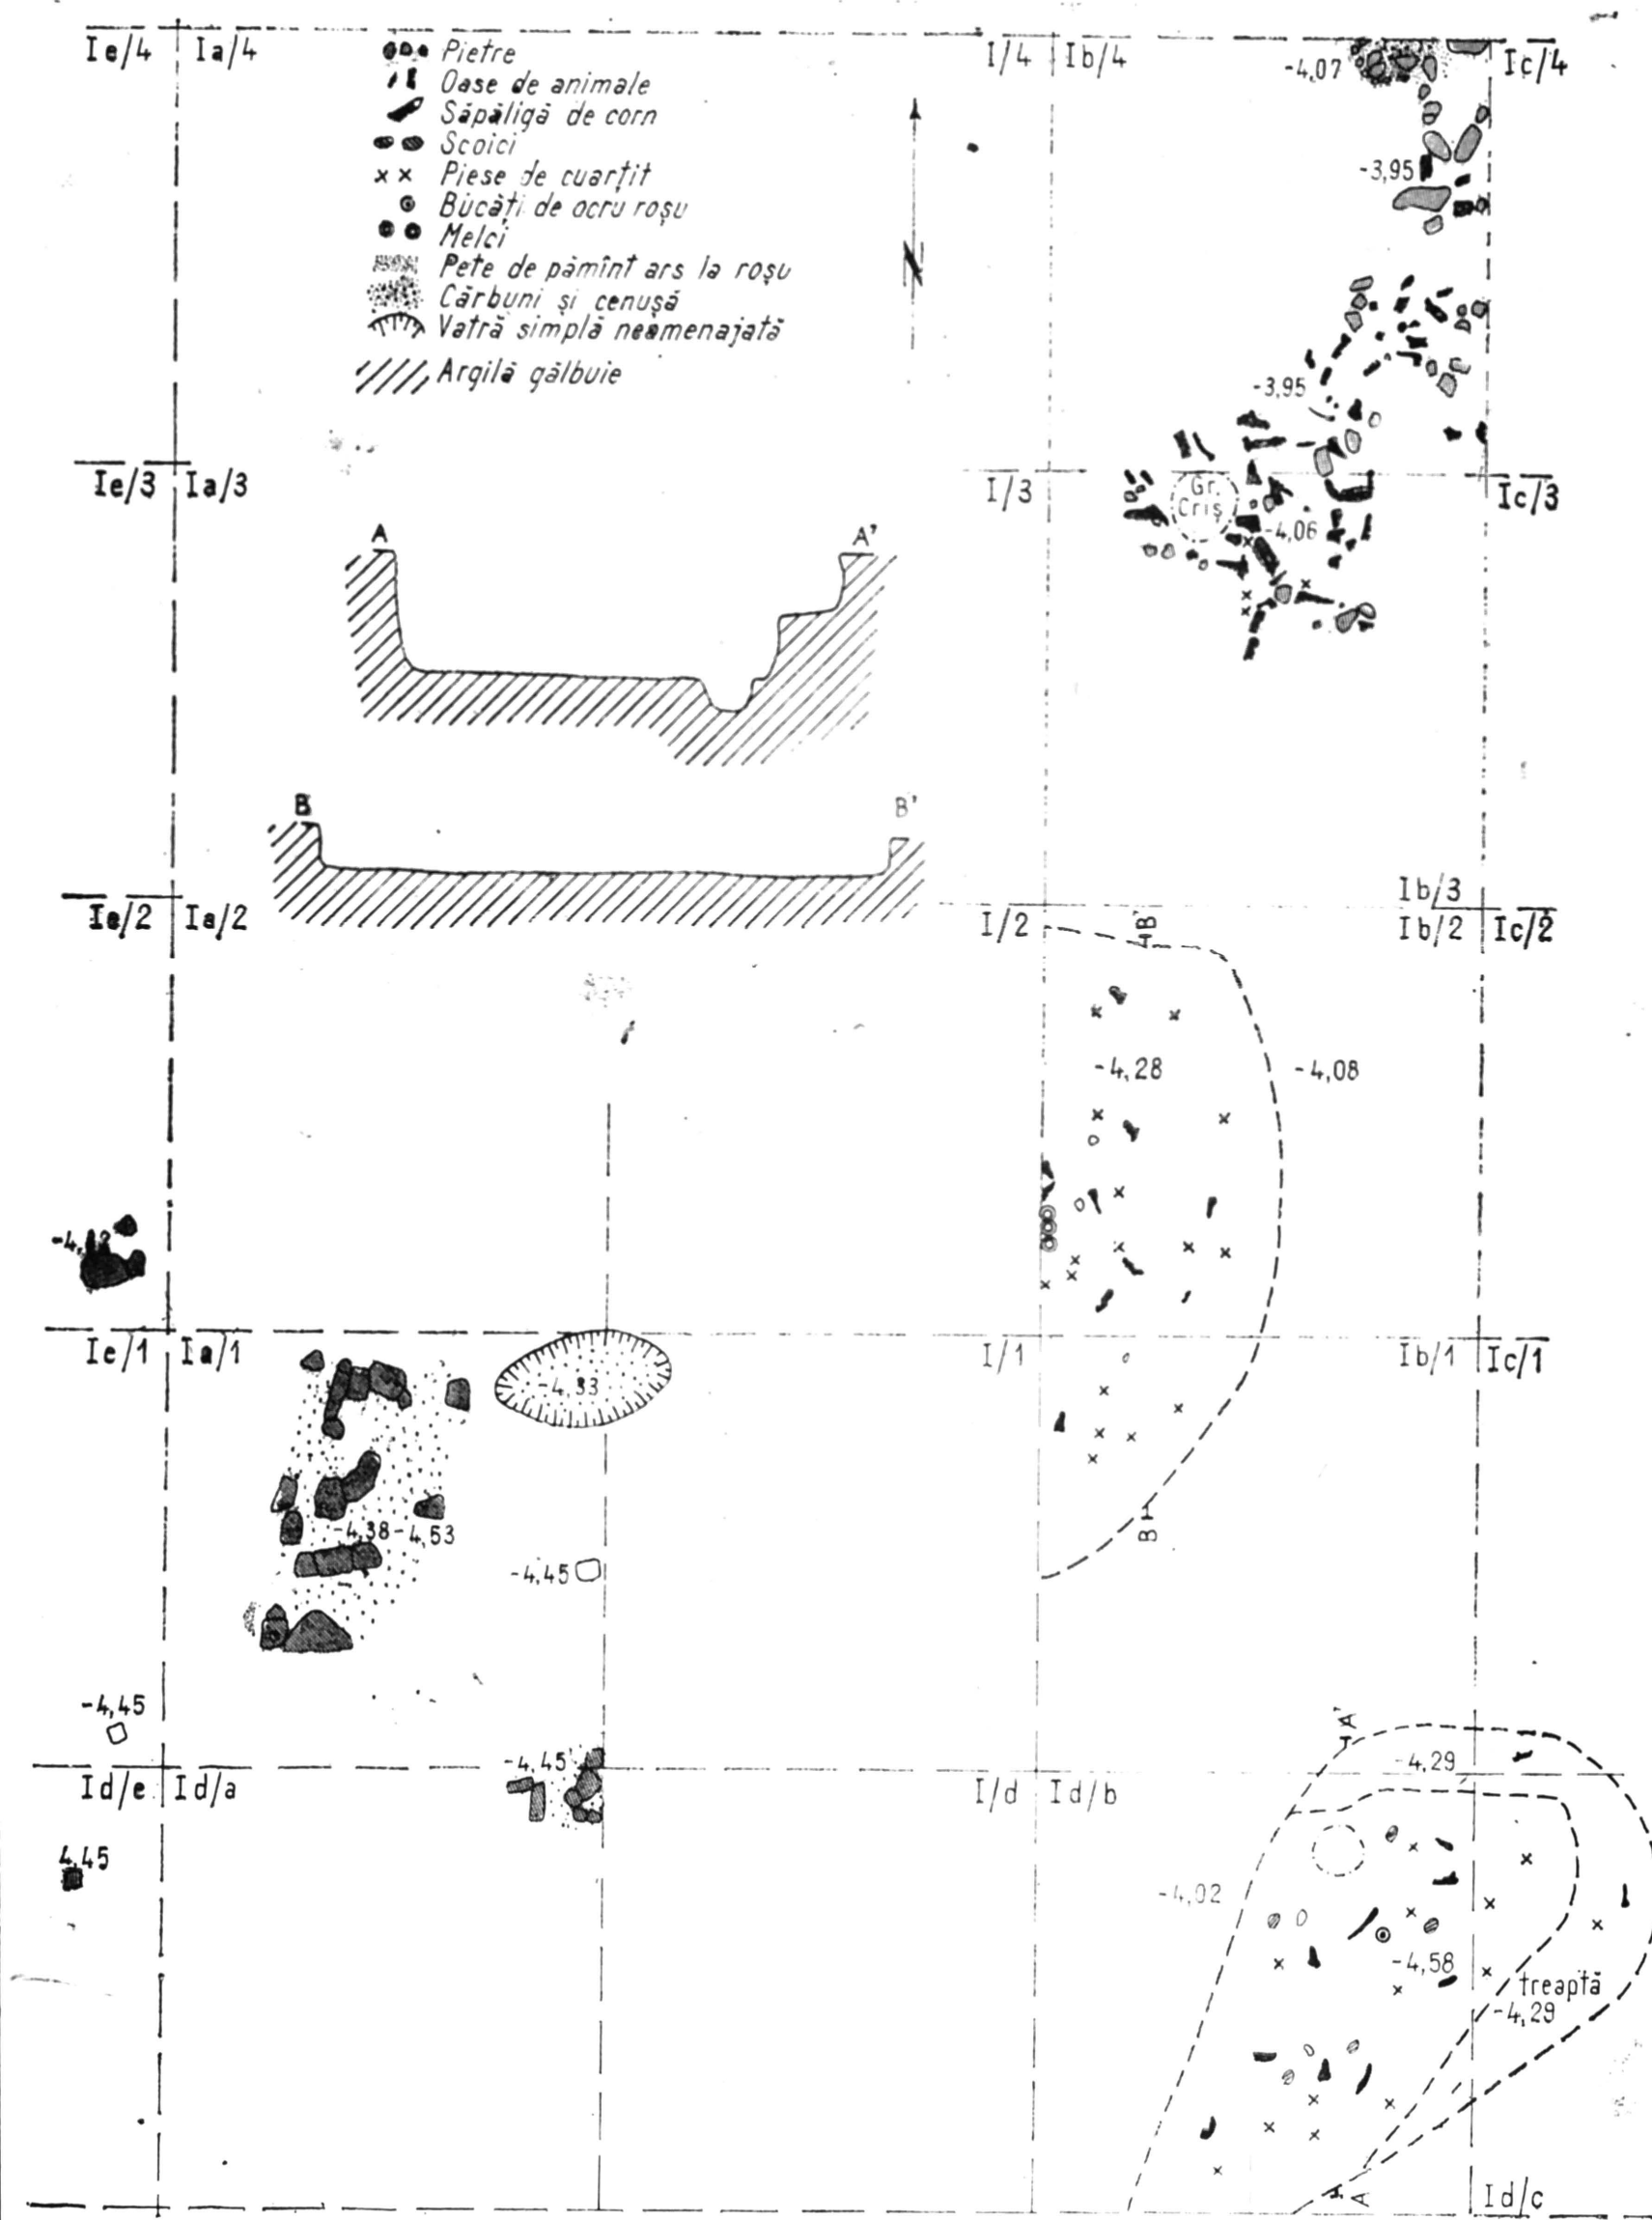 Ie/4 Ia/4
I/4 Ib/4
Ic/4
Pietre
Oase de animale
Săpăligă de corn
Scoici
Piese de cuarțit
Bucăți de ocru roșu
Melci
Pete de pămînt ars la roșu
Cărbuni și cenușă
Vatră simplă neamenajată
Argilă gălbuie
-4,07
-3,95
-3,95
Ie/3 Ia/3
I/3
Gr.
Criș
-4,06
Ic/3
A A'
B B'
Ie/2 Ia/2
I/2
Ib/3
Ib/2 Ic/2
B'
-4,28
-4,08
Ie/1 Ia/1
I/1
Ib/1 Ic/1
-4,33
-4,38 -4,53
-4,45
B
-4,45
-4,45
Id/e Id/a
I/d Id/b
A'
-4,29
4,45
-4,02
-4,58
treaptă
-4,29
A
Id/c